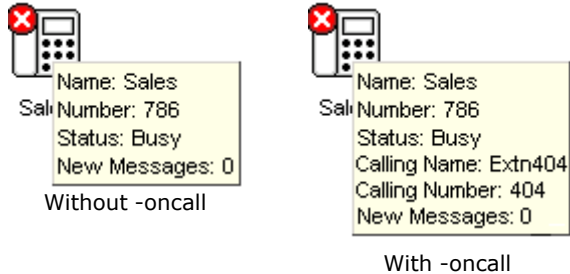 Name: Sales
Number: 786
Status: Busy
New Messages: 0
Sal
Without -oncall
Name: Sales
Number: 786
Status: Busy
Calling Name: Extn404
Calling Number: 404
New Messages: 0
Sal
With -oncall